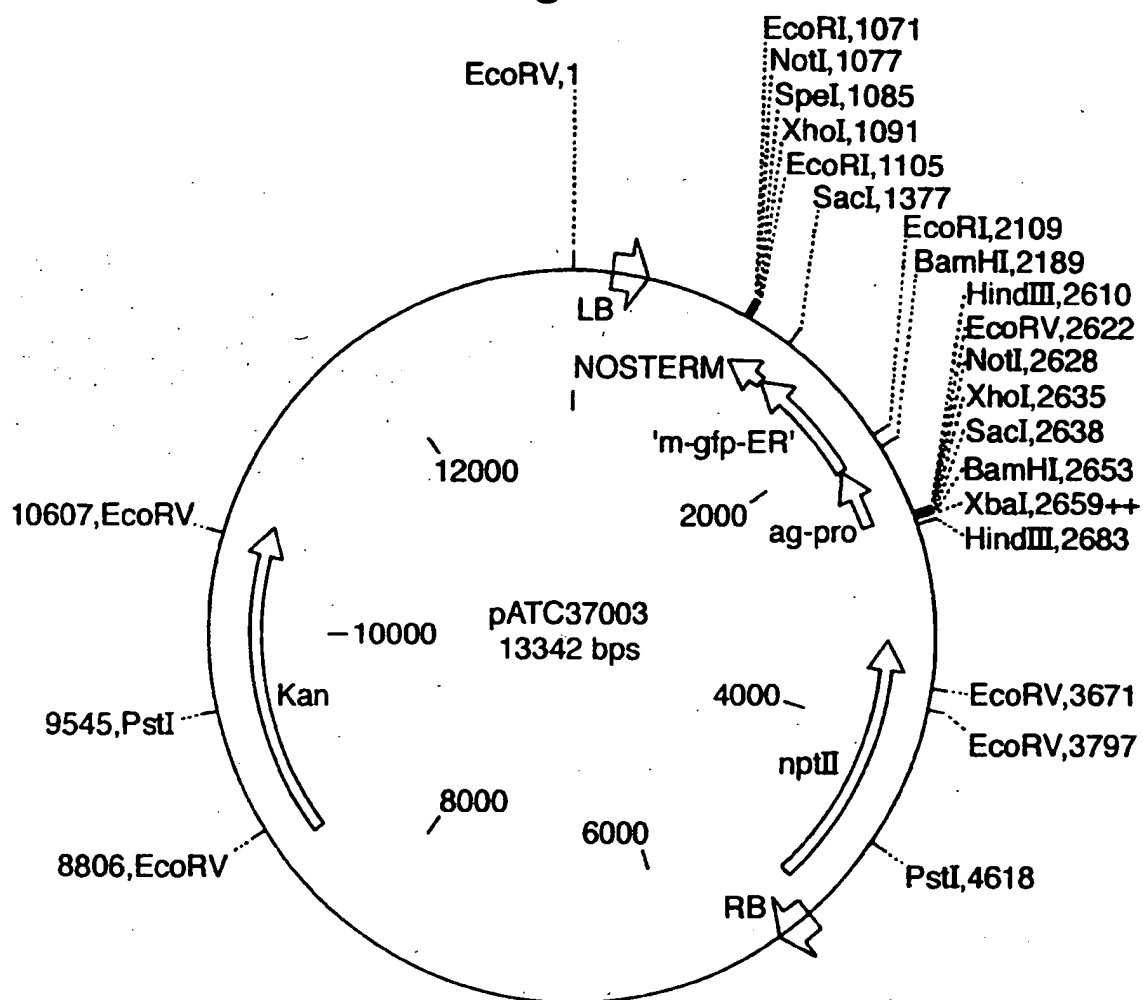 EcoRI,1071
NotI,1077
SpeI,1085
XhoI,1091
EcoRI,1105
SacI,1377
EcoRI,2109
BamHI,2189
HindIII,2610
EcoRV,2622
NotI,2628
XhoI,2635
SacI,2638
BamHI,2653
XbaI,2659++
HindIII,2683
EcoRV,1
LB
NOSTERM
'm-gfp-ER'
12000
2000
ag-pro
10607,EcoRV
pATC37003
13342 bps
10000
Kan
4000
EcoRV,3671
9545,PstI
EcoRV,3797
nptII
8000
6000
8806,EcoRV
PstI,4618
RB